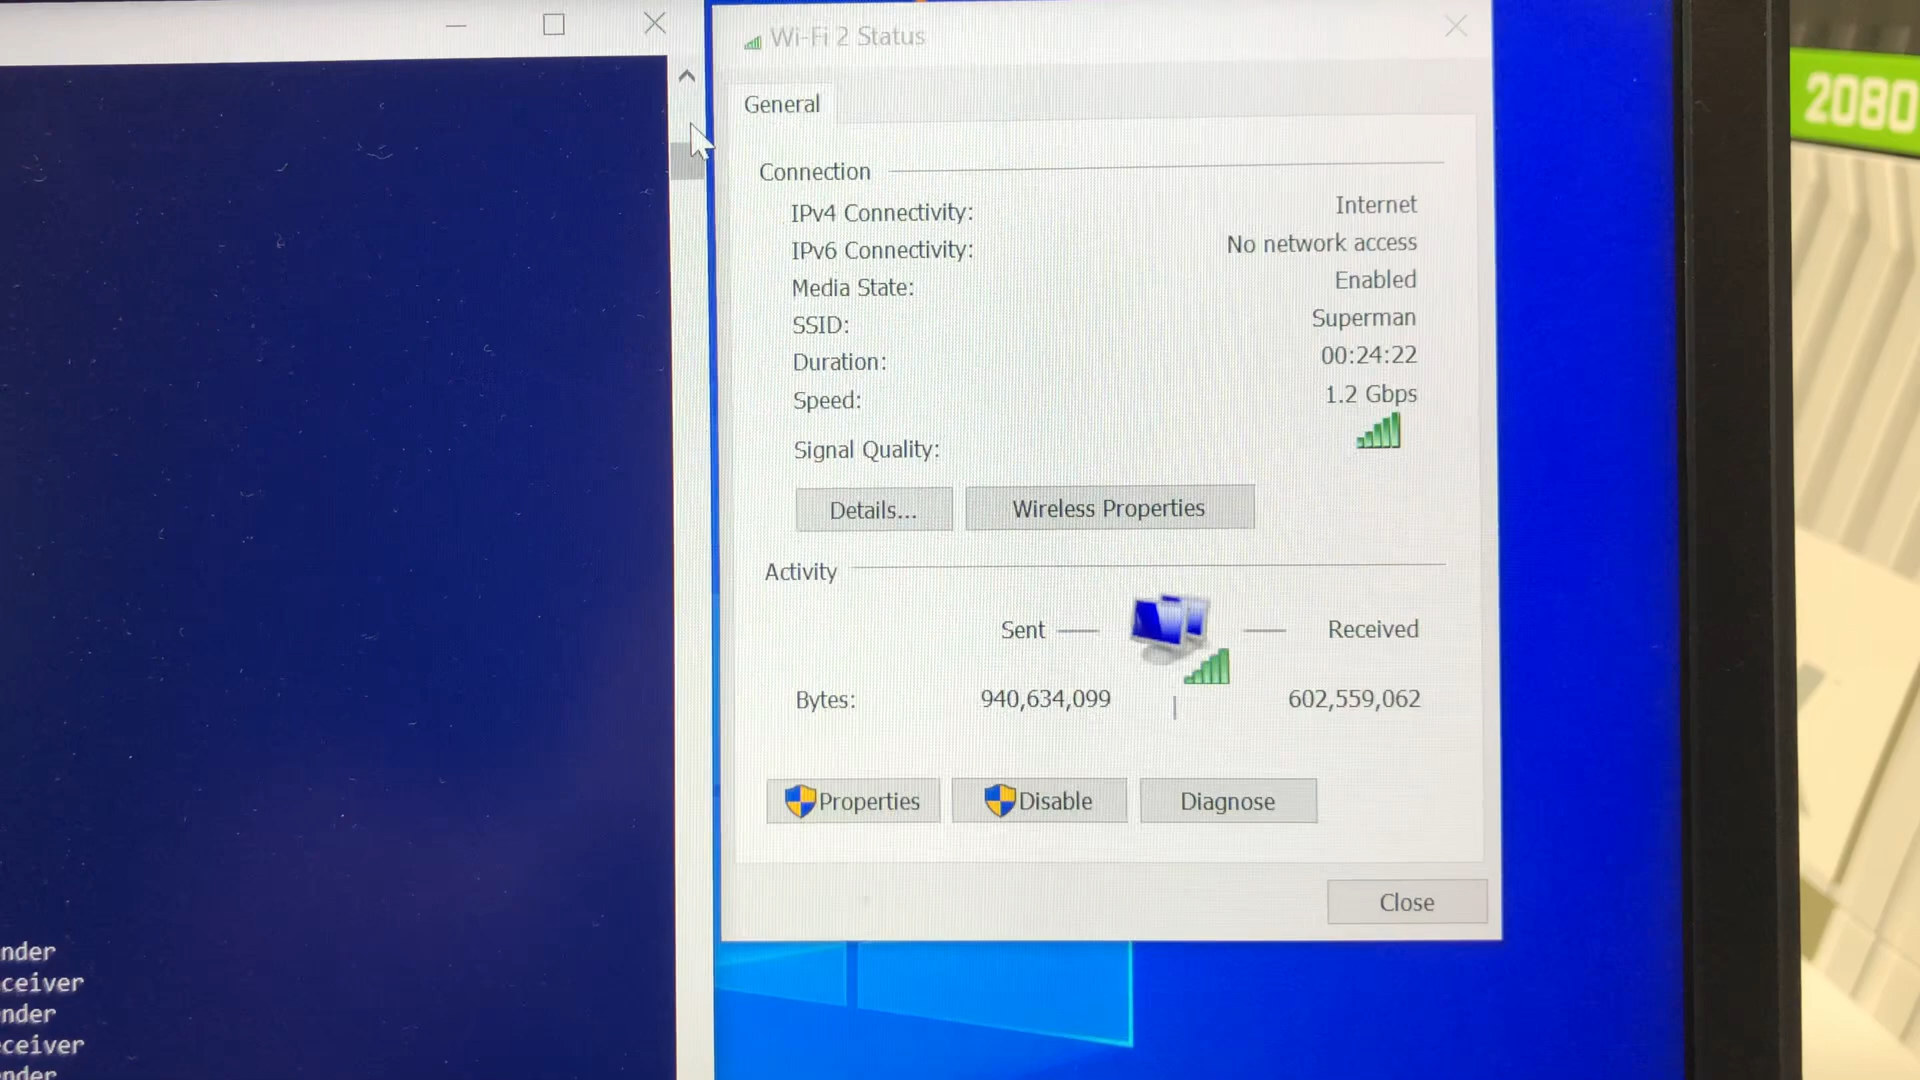 Wi-Fi 2 Status
General
Connection
IPv4 Connectivity: Internet
IPv6 Connectivity: No network access
Media State: Enabled
SSID: Superman
Duration: 00:24:22
Speed: 1.2 Gbps
Signal Quality:
Details... Wireless Properties
Activity
Sent Received
Bytes: 940,634,099 602,559,062
Properties Disable Diagnose
Close
nder
ceiver
nder
ceiver
nder
2080